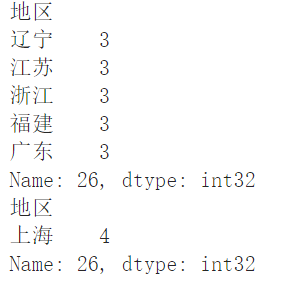 地区
辽宁    3
江苏    3
浙江    3
福建    3
广东    3
Name: 26, dtype: int32
地区
上海    4
Name: 26, dtype: int32